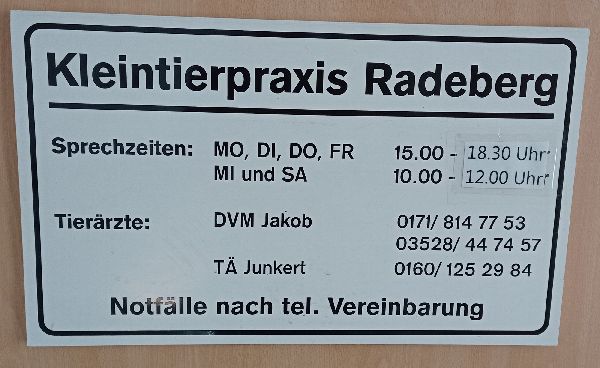 Kleintierpraxis Radeberg
Sprechzeiten: MO, DI, DO, FR 15.00 - 18.30 Uhr
MI und SA 10.00 - 12.00 Uhr
Tierärzte: DVM Jakob 0171/ 814 77 53
03528/ 44 74 57
TÄ Junkert 0160/ 125 29 84
Notfälle nach tel. Vereinbarung